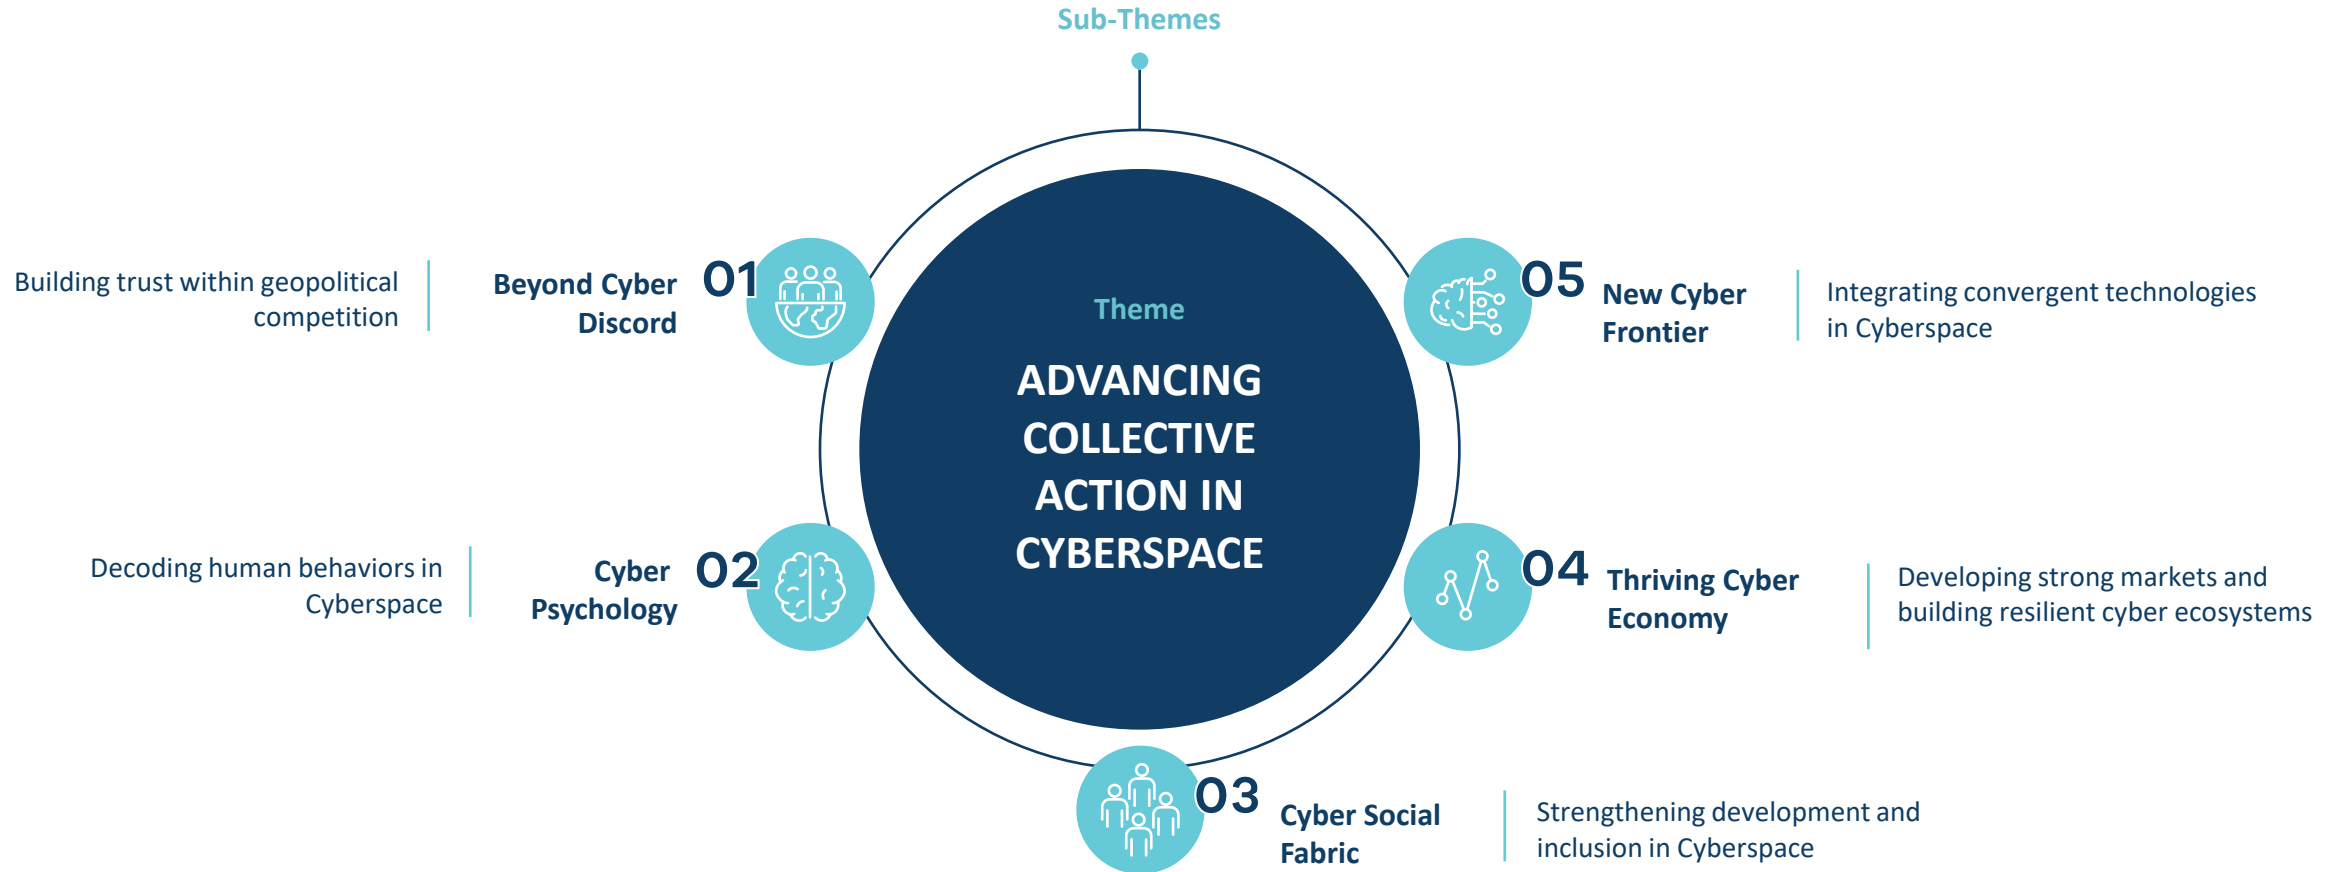 Sub-Themes
Theme
ADVANCING
COLLECTIVE
ACTION IN
CYBERSPACE
01
Beyond Cyber
Discord
Building trust within geopolitical
competition
02
Cyber
Psychology
Decoding human behaviors in
Cyberspace
03
Cyber Social
Fabric
Strengthening development and
inclusion in Cyberspace
04
Thriving Cyber
Economy
Developing strong markets and
building resilient cyber ecosystems
05
New Cyber
Frontier
Integrating convergent technologies
in Cyberspace